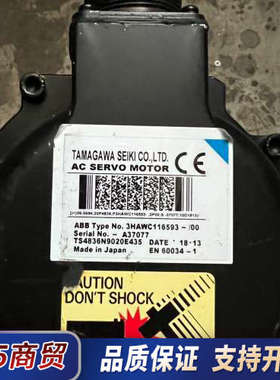 TAMAGAWA SEIKI CO.,LTD.
AC SERVO MOTOR
CE
ABB Type No. 3HAWC116593 - /00
Serial No. - A37077
TS4836N9020E435 DATE ' 18-13
Made in Japan EN 60034 - 1
CAUTION
DON'T SHOCK
商贸
品质保证 支持开